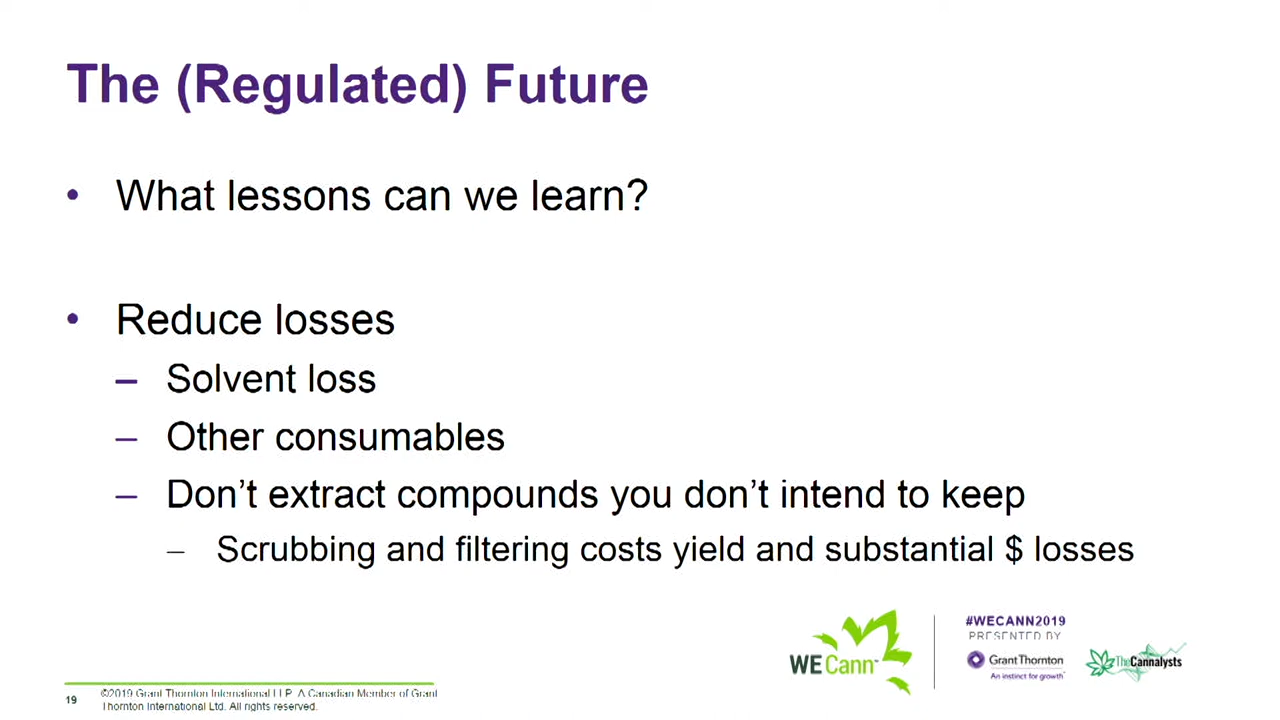 The (Regulated) Future
• What lessons can we learn?
• Reduce losses
– Solvent loss
– Other consumables
– Don’t extract compounds you don’t intend to keep
– Scrubbing and filtering costs yield and substantial $ losses
WE Cann™
#WECANN2019
PRESENTED BY
Grant Thornton
An instinct for growth™
The Cannalysts
19
©2019 Grant Thornton International LLP. A Canadian Member of Grant
Thornton International Ltd. All rights reserved.